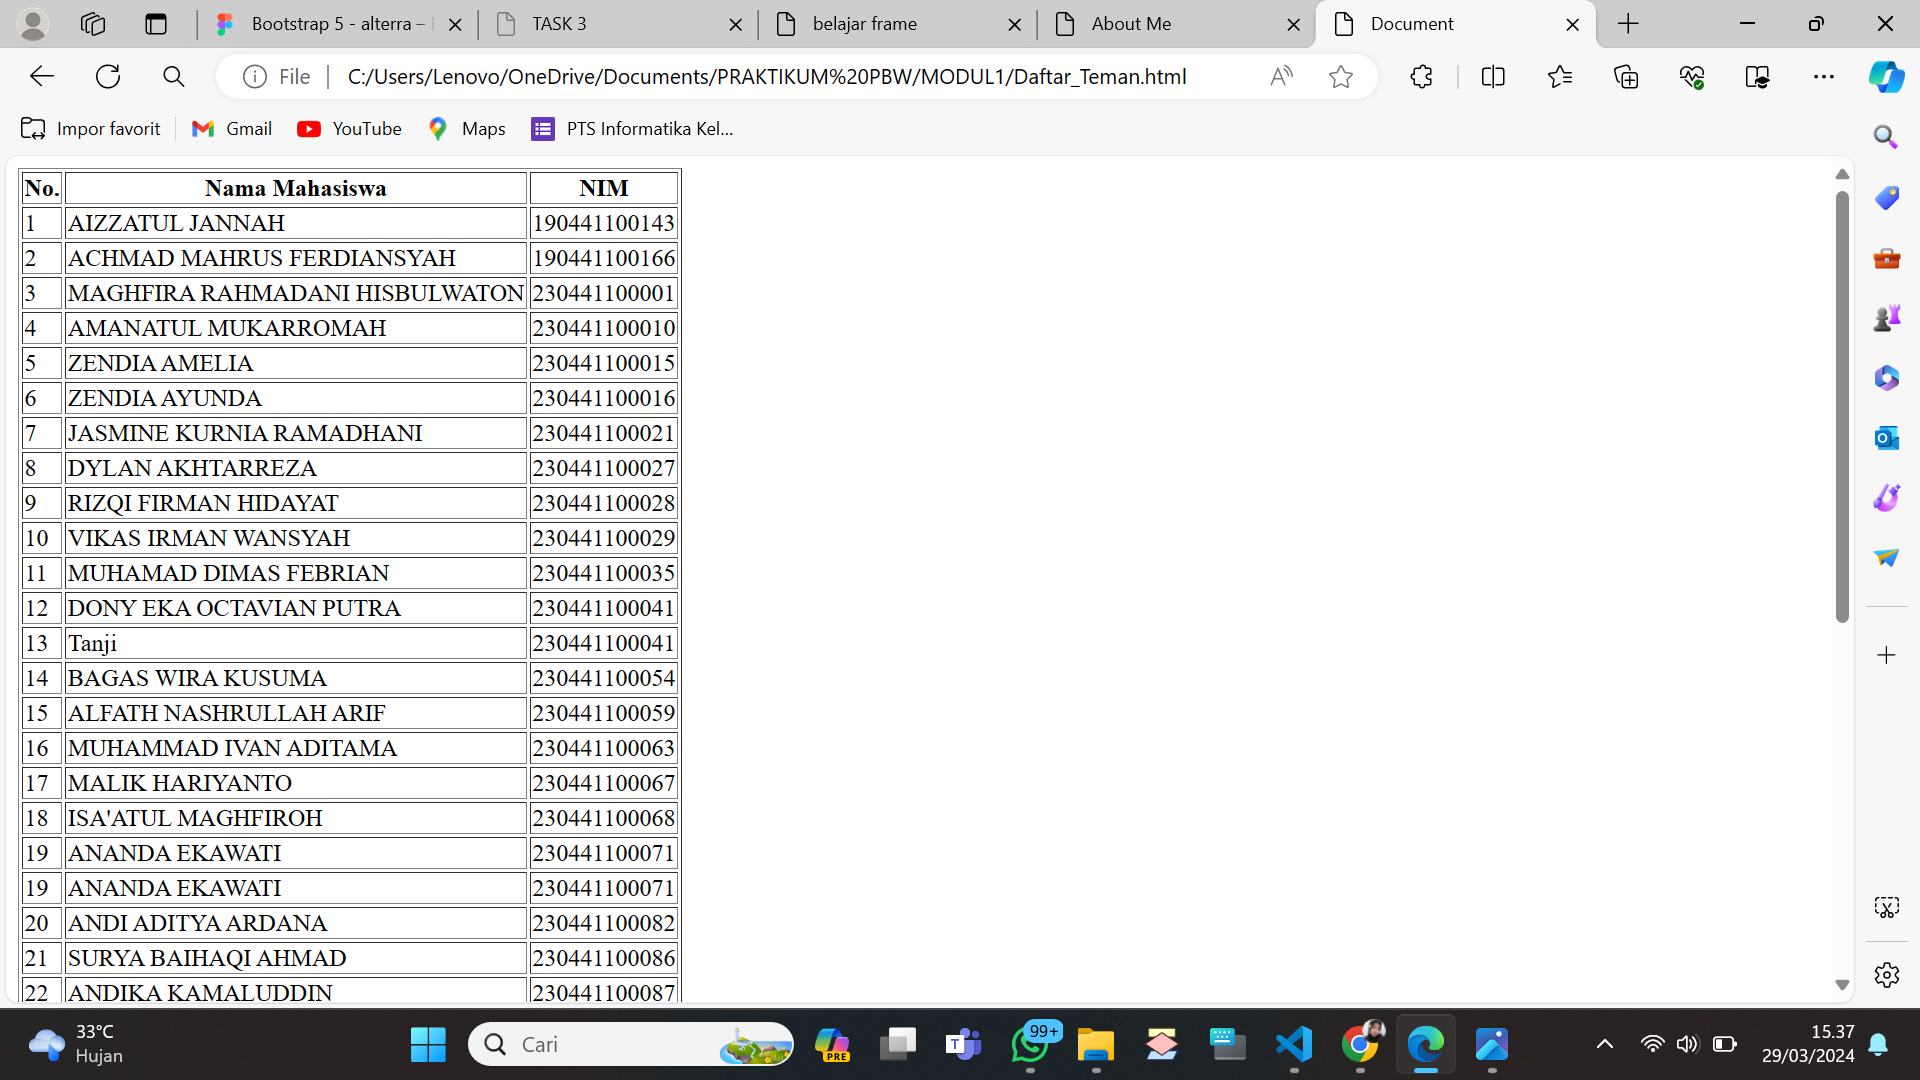 Bootstrap 5 - alterra –
TASK 3
belajar frame
About Me
Document
File
C:/Users/Lenovo/OneDrive/Documents/PRAKTIKUM%20PBW/MODUL1/Daftar_Teman.html
Impor favorit
Gmail
YouTube
Maps
PTS Informatika Kel...
No. Nama Mahasiswa NIM
1 AIZZATUL JANNAH 190441100143
2 ACHMAD MAHRUS FERDIANSYAH 190441100166
3 MAGHFIRA RAHMADANI HISBULWATON 230441100001
4 AMANATUL MUKARROMAH 230441100010
5 ZENDIA AMELIA 230441100015
6 ZENDIA AYUNDA 230441100016
7 JASMINE KURNIA RAMADHANI 230441100021
8 DYLAN AKHTARREZA 230441100027
9 RIZQI FIRMAN HIDAYAT 230441100028
10 VIKAS IRMAN WANSYAH 230441100029
11 MUHAMAD DIMAS FEBRIAN 230441100035
12 DONY EKA OCTAVIAN PUTRA 230441100041
13 Tanji 230441100041
14 BAGAS WIRA KUSUMA 230441100054
15 ALFATH NASHRULLAH ARIF 230441100059
16 MUHAMMAD IVAN ADITAMA 230441100063
17 MALIK HARIYANTO 230441100067
18 ISA'ATUL MAGHFIROH 230441100068
19 ANANDA EKAWATI 230441100071
19 ANANDA EKAWATI 230441100071
20 ANDI ADITYA ARDANA 230441100082
21 SURYA BAIHAQI AHMAD 230441100086
22 ANDIKA KAMALUDDIN 230441100087
33°C
Hujan
Cari
PRE
99+
15.37
29/03/2024